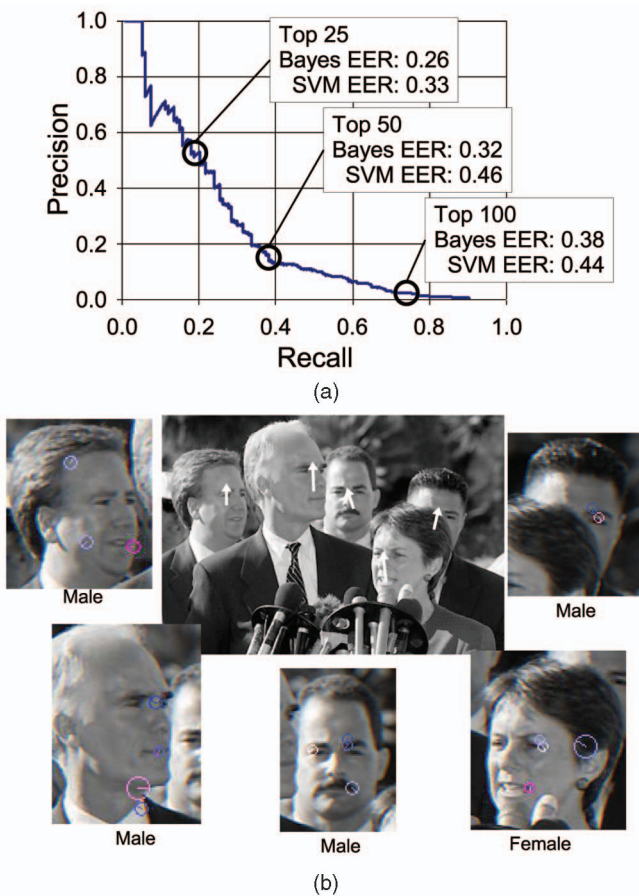 Top 25
Bayes EER: 0.26
SVM EER: 0.33
Top 50
Bayes EER: 0.32
SVM EER: 0.46
Top 100
Bayes EER: 0.38
SVM EER: 0.44
Precision
1.0
0.8
0.6
0.4
0.2
0.0
0.0 0.2 0.4 0.6 0.8 1.0
Recall
(a)
Male
Male
Male
Male
Female
(b)